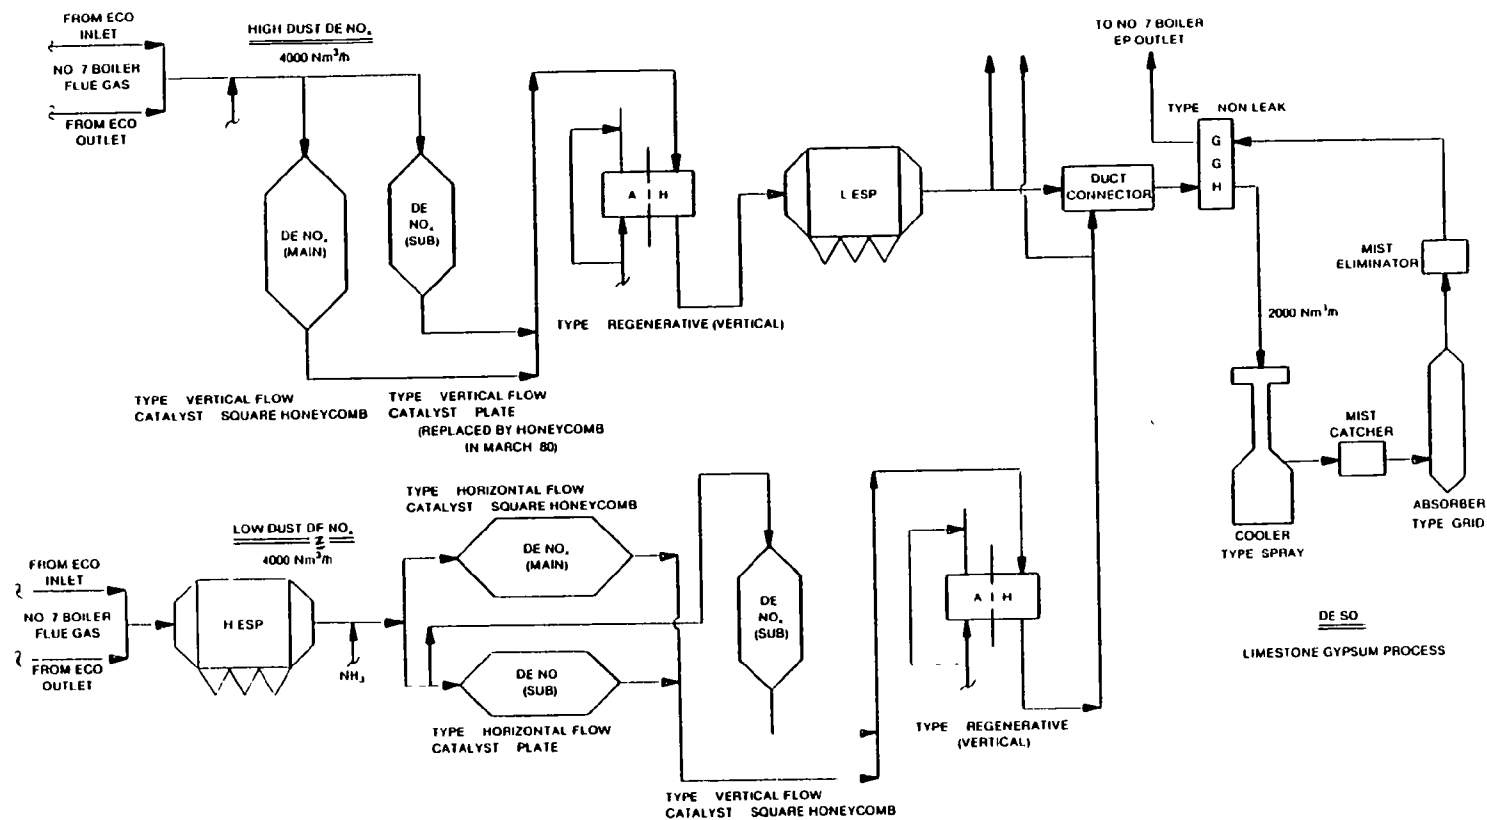 FROM ECO
INLET
NO 7 BOILER
FLUE GAS
FROM ECO
OUTLET
HIGH DUST DE NOx
4000 Nm3/h
DE NOx
(MAIN)
DE
NOx
(SUB)
TYPE VERTICAL FLOW
CATALYST SQUARE HONEYCOMB
TYPE VERTICAL FLOW
CATALYST PLATE
(REPLACED BY HONEYCOMB
IN MARCH 80)
A H
TYPE REGENERATIVE (VERTICAL)
L ESP
DUCT
CONNECTOR
TO NO 7 BOILER
EP OUTLET
TYPE NON LEAK
G
G
H
MIST
ELIMINATOR
2000 Nm3/h
MIST
CATCHER
COOLER
TYPE SPRAY
ABSORBER
TYPE GRID
DE SO
LIMESTONE GYPSUM PROCESS
LOW DUST DE NOx
4000 Nm3/h
FROM ECO
INLET
NO 7 BOILER
FLUE GAS
FROM ECO
OUTLET
H ESP
NH3
TYPE HORIZONTAL FLOW
CATALYST SQUARE HONEYCOMB
DE NOx
(MAIN)
DE NO
(SUB)
TYPE HORIZONTAL FLOW
CATALYST PLATE
DE
NOx
(SUB)
TYPE VERTICAL FLOW
CATALYST SQUARE HONEYCOMB
A H
TYPE REGENERATIVE
(VERTICAL)